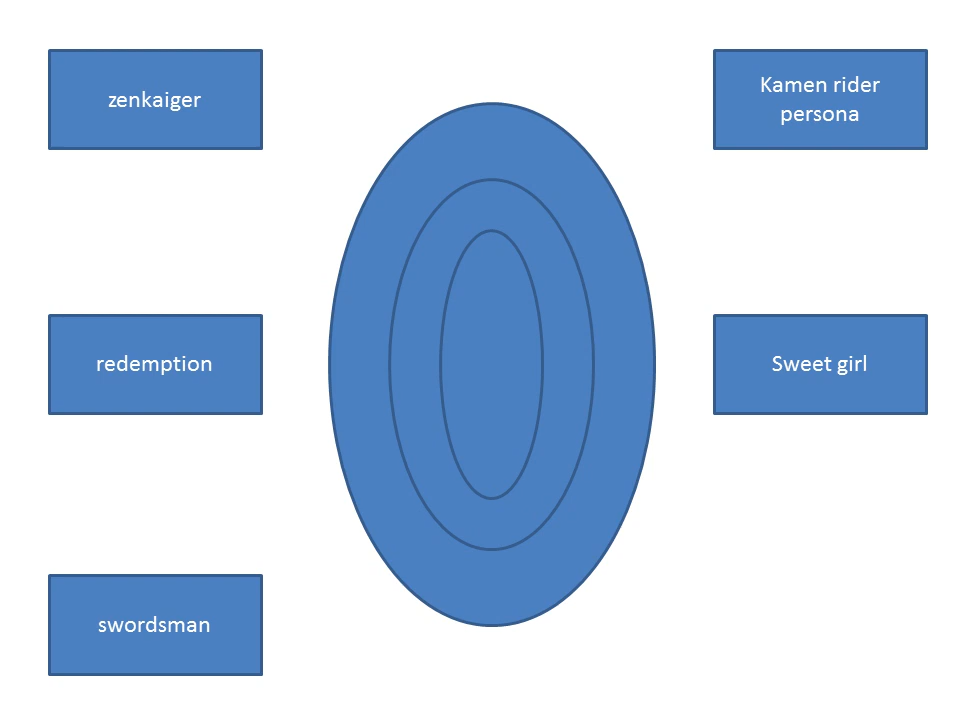 zenkaiger
Kamen rider
persona
redemption
Sweet girl
swordsman